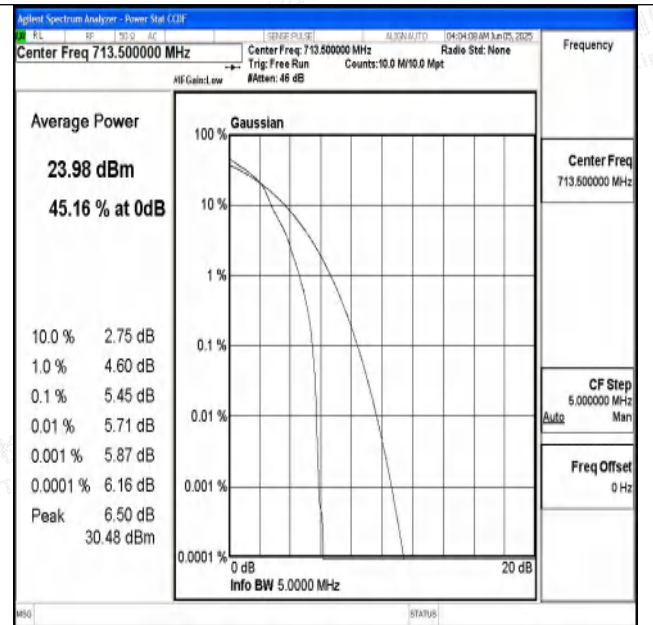 Agilent Spectrum Analyzer - Power Stat CCDF
RL RF 50 Ω AC SENSE:PULSE ALIGN AUTO 04:04:08 AM Jun 05, 2025
Center Freq 713.500000 MHz
Center Freq: 713.500000 MHz Radio Std: None
Trig: Free Run Counts:10.0 M/10.0 Mpt
#IFGain:Low #Atten: 46 dB
Frequency
Average Power
23.98 dBm
45.16 % at 0dB
10.0 % 2.75 dB
1.0 % 4.60 dB
0.1 % 5.45 dB
0.01 % 5.71 dB
0.001 % 5.87 dB
0.0001 % 6.16 dB
Peak 6.50 dB
30.48 dBm
Gaussian
100 %
10 %
1 %
0.1 %
0.01 %
0.001 %
0.0001 %
0 dB 20 dB
Info BW 5.0000 MHz
Center Freq
713.500000 MHz
CF Step
5.000000 MHz
Auto Man
Freq Offset
0 Hz
MSG STATUS